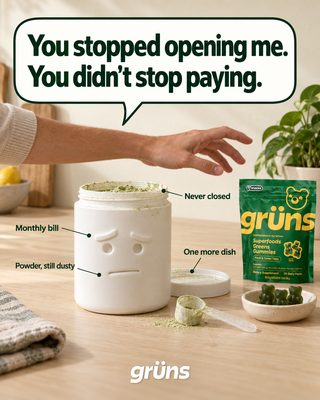 You stopped opening me.
You didn't stop paying.
Never closed
Monthly bill
One more dish
Powder, still dusty
grüns
Superfoods
Greens
Gummies
grüns